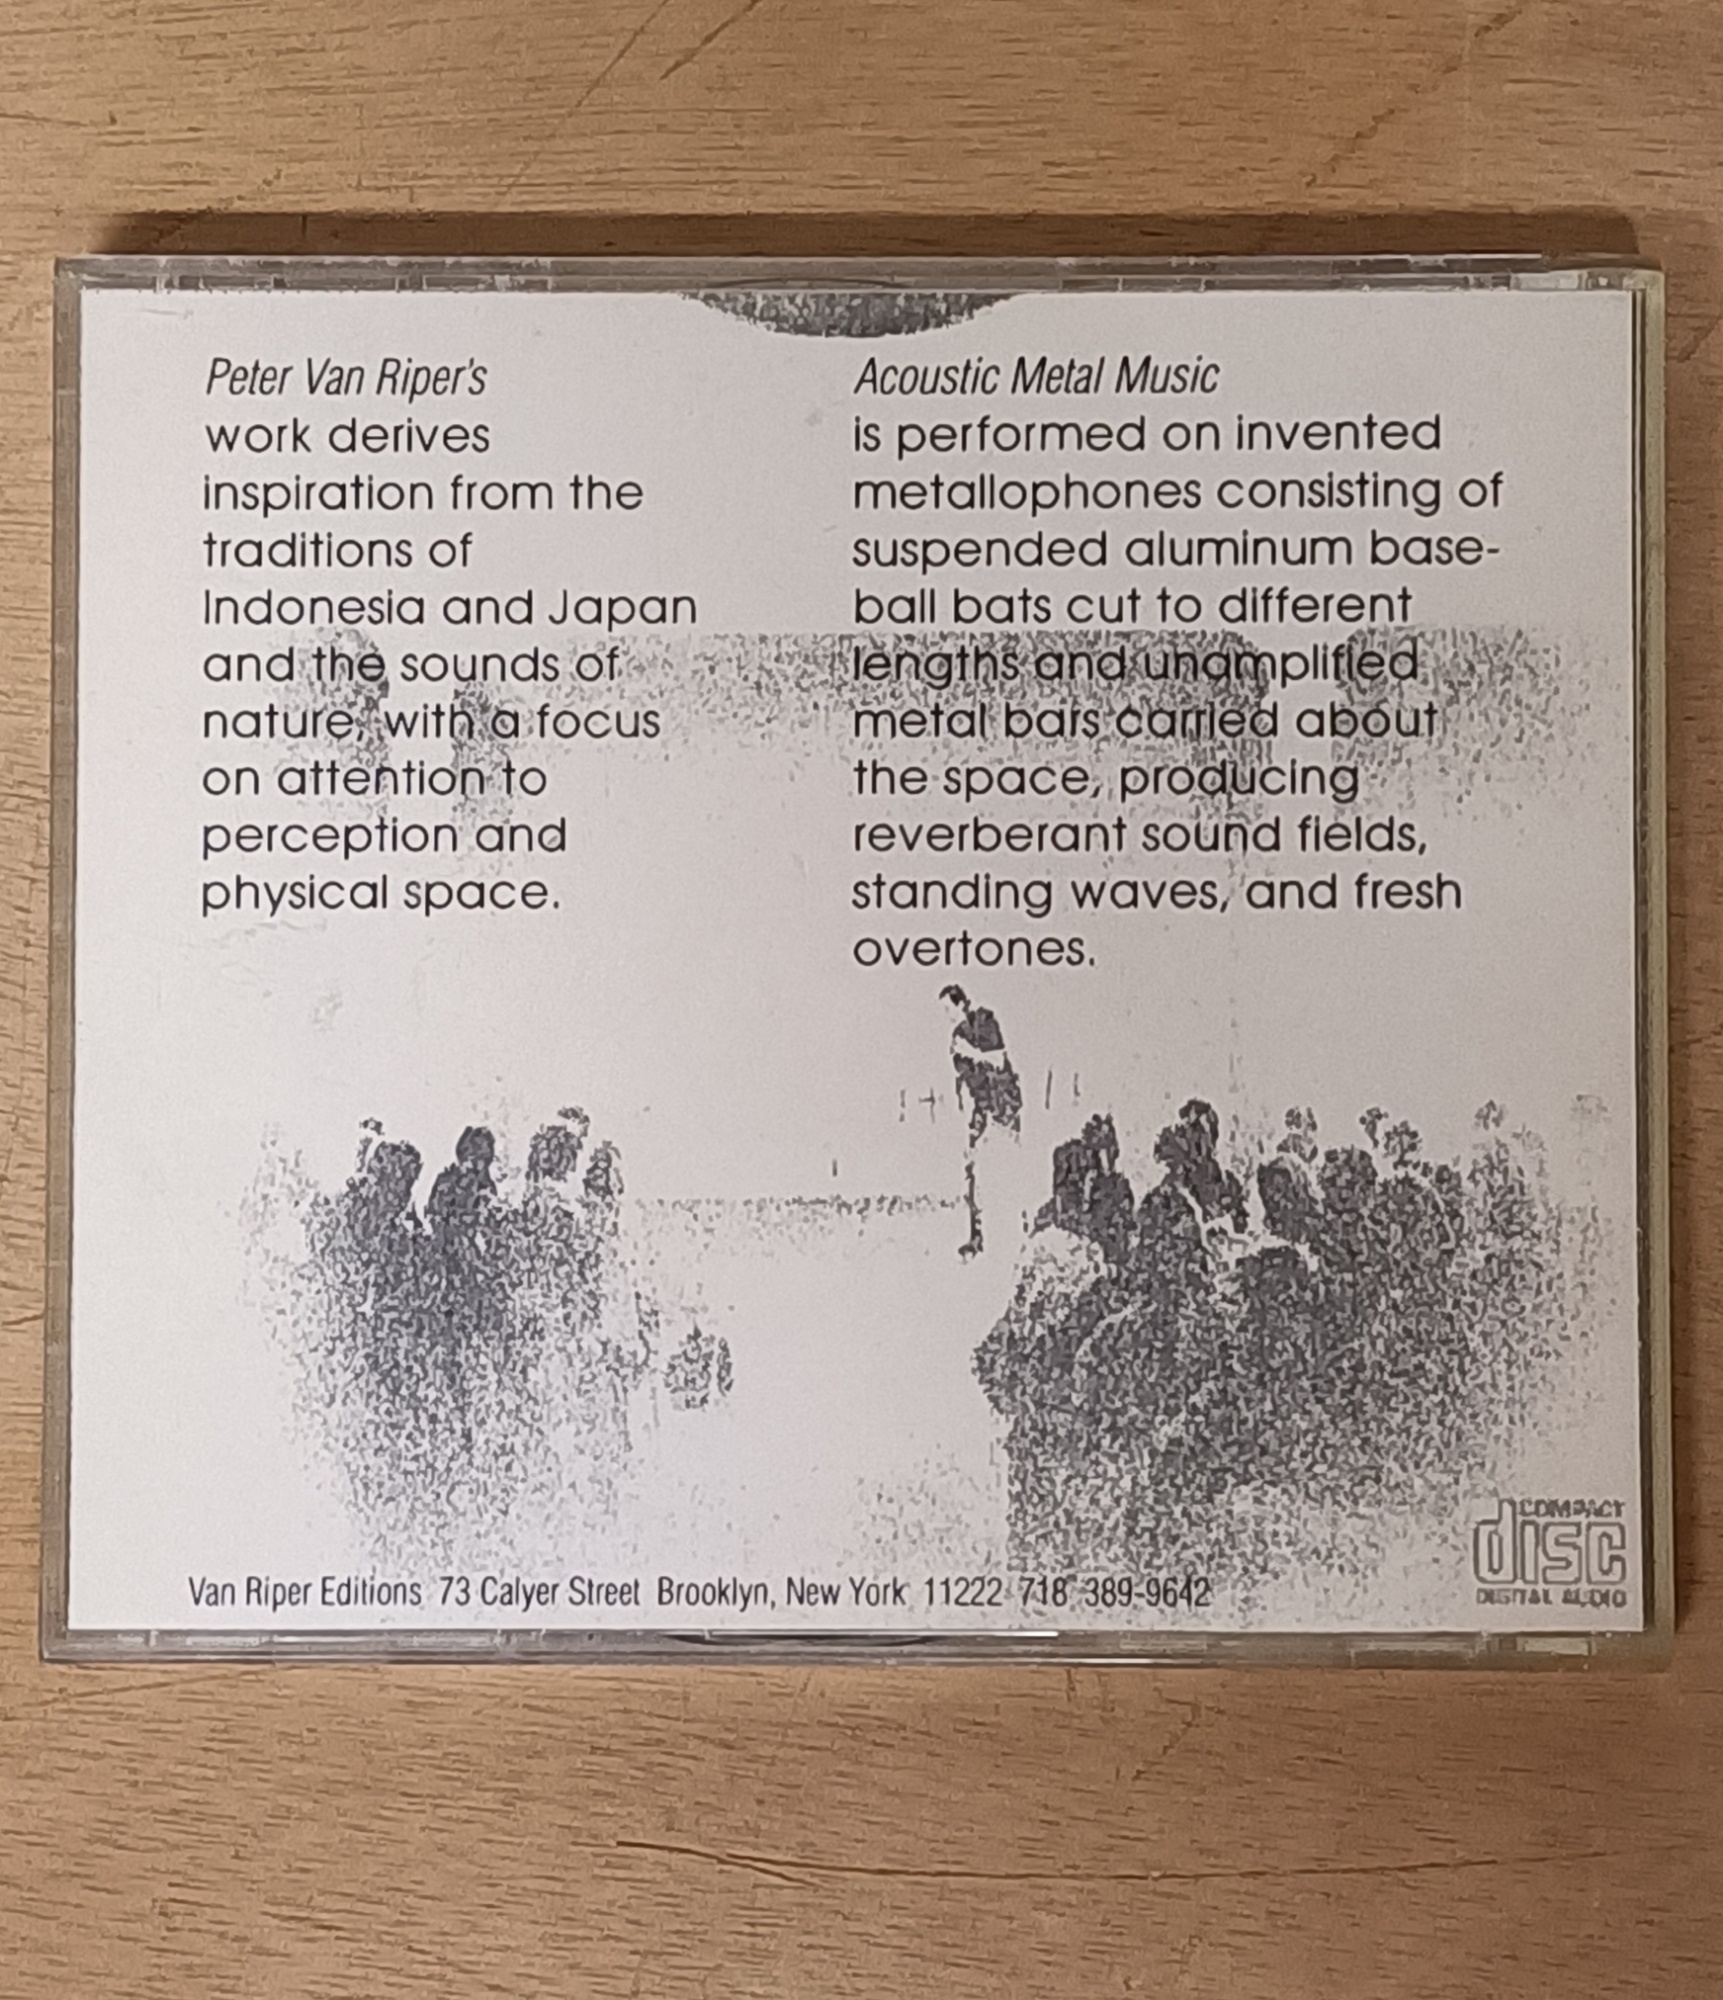 Peter Van Riper's
work derives
inspiration from the
traditions of
Indonesia and Japan
and the sounds of
nature, with a focus
on attention to
perception and
physical space.
Acoustic Metal Music
is performed on invented
metallophones consisting of
suspended aluminum base-
ball bats cut to different
lengths and unamplified
metal bars carried about
the space, producing
reverberant sound fields,
standing waves, and fresh
overtones.
Van Riper Editions 73 Calyer Street Brooklyn, New York 11222 718 389-9642
COMPACT
disc
DIGITAL AUDIO